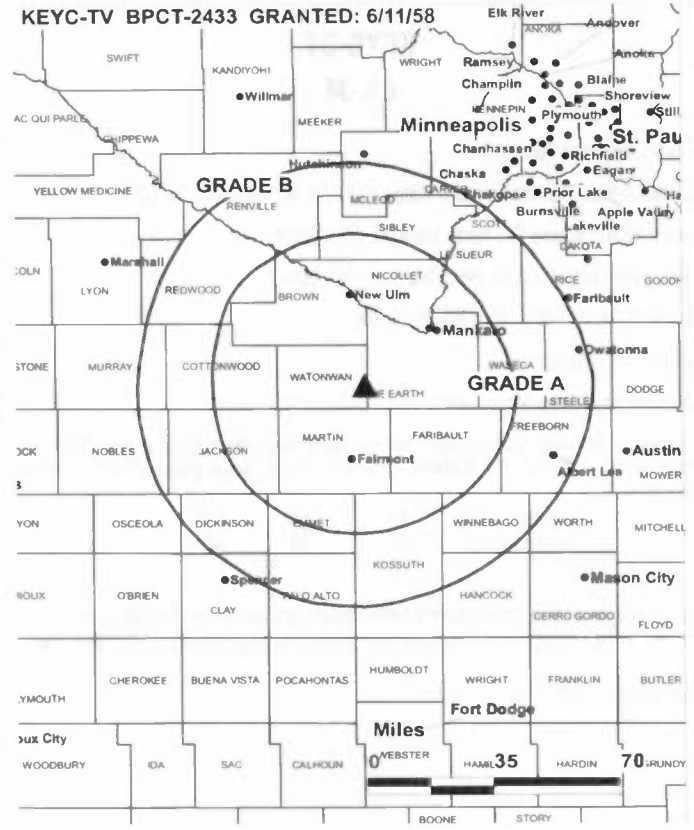 KEYC-TV BPCT-2433 GRANTED: 6/11/58
Elk River
ANOKA
Andover
SWIFT
KANDIYOHI
WRIGHT
Ramsey
Anoka
Willmar
Champlin
Blaine
Shoreview
AC QUI PARLE
CHIPPEWA
MEEKER
Minneapolis
Plymouth
St. Pau
Hutchinson
Chanhassen
Richfield
Eagan
YELLOW MEDICINE
GRADE B
RENVILLE
MCLEOD
CARVER
Chaska
Shakopee
Prior Lake
Burnsville
Apple Valley
SIBLEY
SCOTT
Lakeville
DAKOTA
Marshall
LE SUEUR
LYON
REDWOOD
BROWN
NICOLLET
RICE
GOODH
New Ulm
Faribault
Mankato
Owatonna
MURRAY
COTTONWOOD
WATONWAN
WASECA
GRADE A
STEELE
DODGE
NOBLES
JACKSON
MARTIN
FARIBAULT
FREEBORN
Fairmont
Albert Lea
Austin
MOWER
OSCEOLA
DICKINSON
EMMET
WINNEBAGO
WORTH
MITCHELL
KOSSUTH
O'BRIEN
Spencer
CLAY
PALO ALTO
HANCOCK
Mason City
CERRO GORDO
FLOYD
CHEROKEE
BUENA VISTA
POCAHONTAS
HUMBOLDT
WRIGHT
FRANKLIN
BUTLER
Fort Dodge
Miles
WOODBURY
IDA
SAC
CALHOUN
WEBSTER
HARDIN
0 35 70
BOONE
STORY